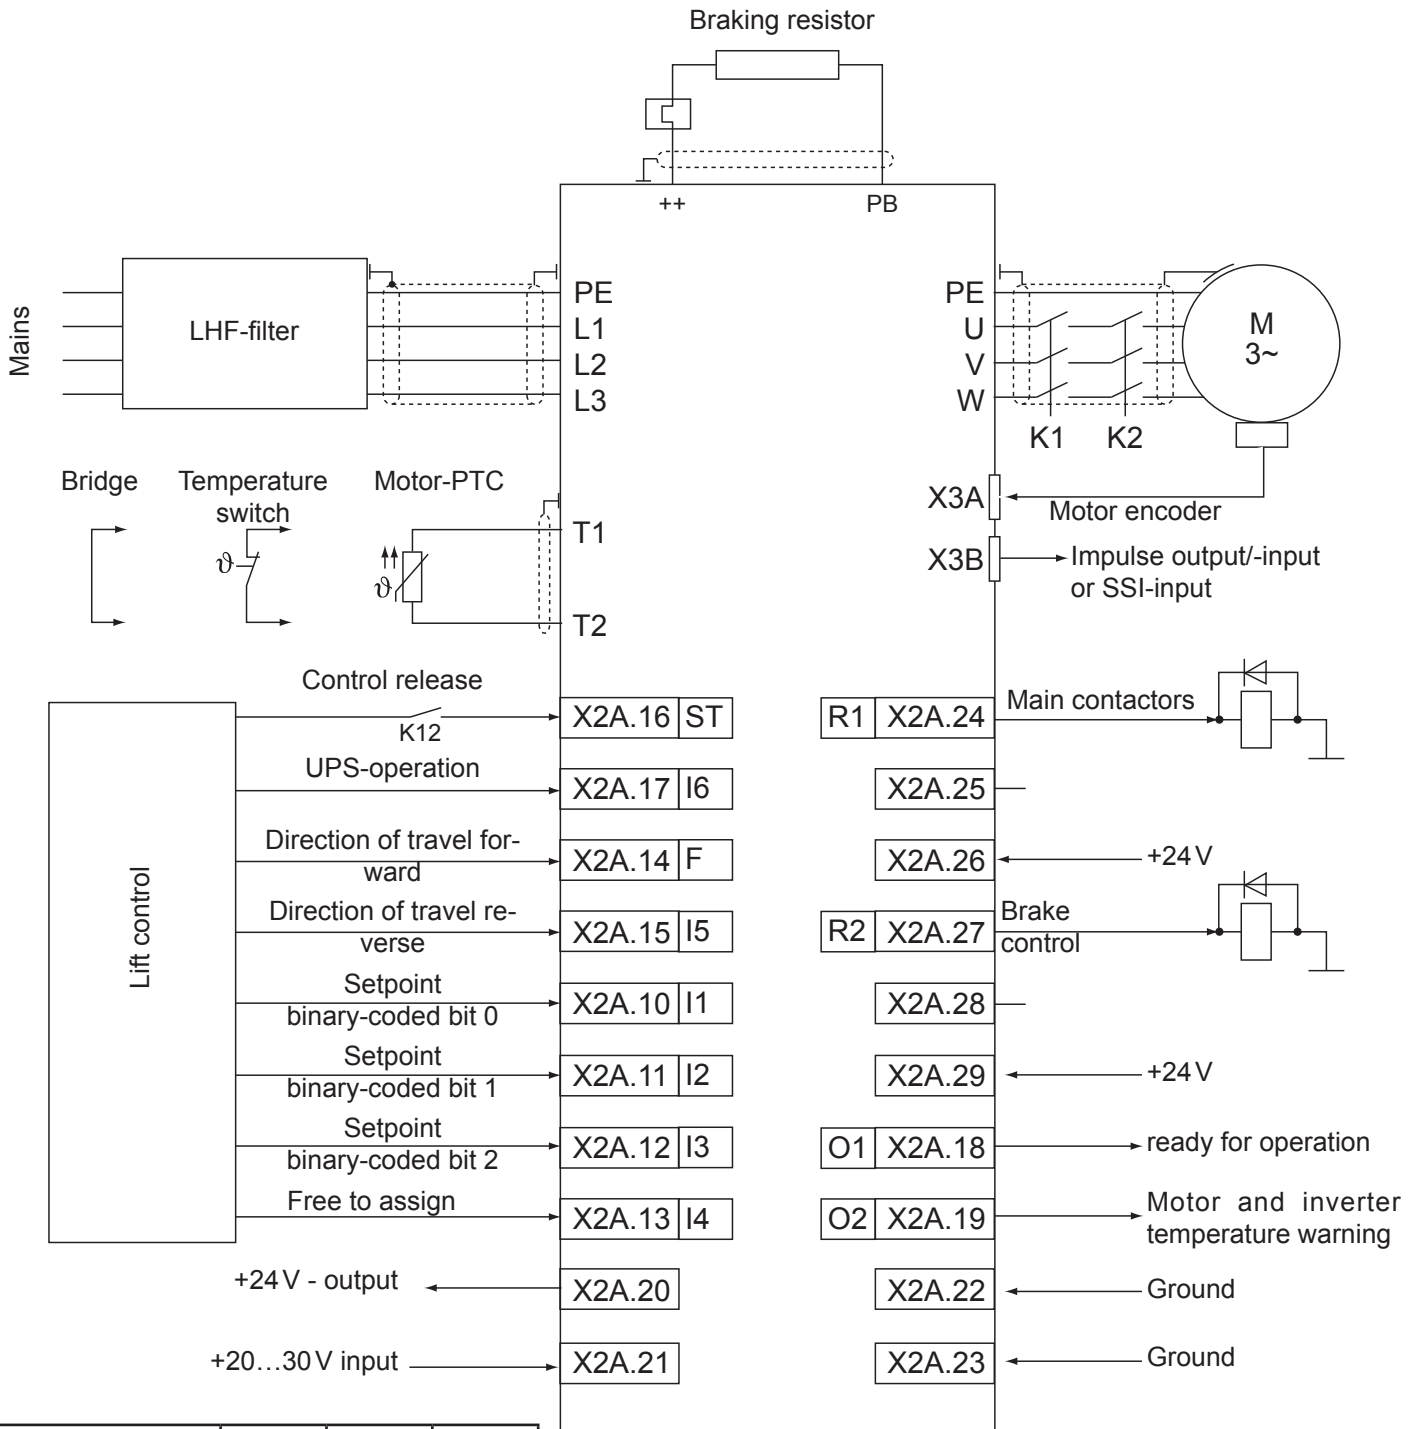 Braking resistor
++
PB
Mains
LHF-filter
PE
L1
L2
L3
PE
U
V
W
K1
K2
M
3~
Bridge
Temperature
switch
Motor-PTC
ϑ
ϑ
T1
T2
X3A
Motor encoder
X3B
Impulse output/-input
or SSI-input
Lift control
Control release
K12
X2A.16 ST
UPS-operation
X2A.17 I6
Direction of travel for-
ward
X2A.14 F
Direction of travel re-
verse
X2A.15 I5
Setpoint
binary-coded bit 0
X2A.10 I1
Setpoint
binary-coded bit 1
X2A.11 I2
Setpoint
binary-coded bit 2
X2A.12 I3
Free to assign
X2A.13 I4
+24V - output
X2A.20
+20...30V input
X2A.21
R1 X2A.24
Main contactors
X2A.25
X2A.26
+24V
R2 X2A.27
Brake
control
X2A.28
X2A.29
+24V
O1 X2A.18
ready for operation
O2 X2A.19
Motor and inverter
temperature warning
X2A.22
Ground
X2A.23
Ground